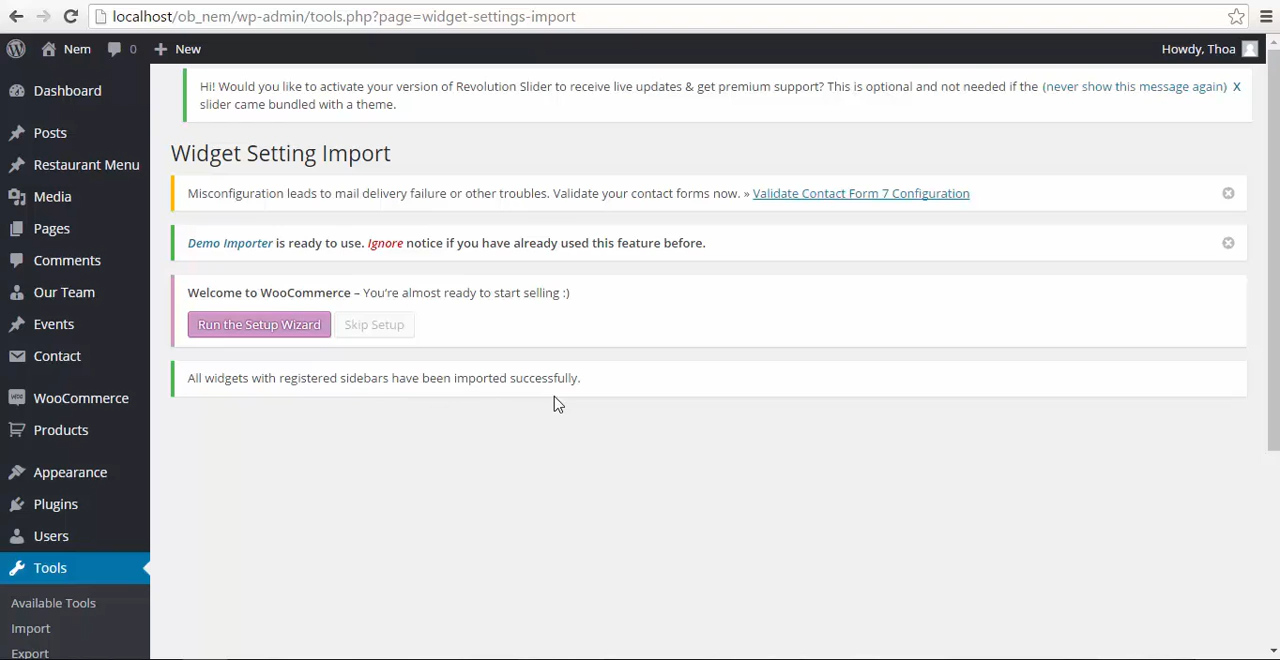 localhost/ob_nem/wp-admin/tools.php?page=widget-settings-import
Nem 0 New Howdy, Thoa
Dashboard
Posts
Restaurant Menu
Media
Pages
Comments
Our Team
Events
Contact
WooCommerce
Products
Appearance
Plugins
Users
Tools
Available Tools
Import
Export
Hi! Would you like to activate your version of Revolution Slider to receive live updates & get premium support? This is optional and not needed if the (never show this message again) X
slider came bundled with a theme.
Widget Setting Import
Misconfiguration leads to mail delivery failure or other troubles. Validate your contact forms now. » Validate Contact Form 7 Configuration
Demo Importer is ready to use. Ignore notice if you have already used this feature before.
Welcome to WooCommerce – You're almost ready to start selling :)
Run the Setup Wizard Skip Setup
All widgets with registered sidebars have been imported successfully.